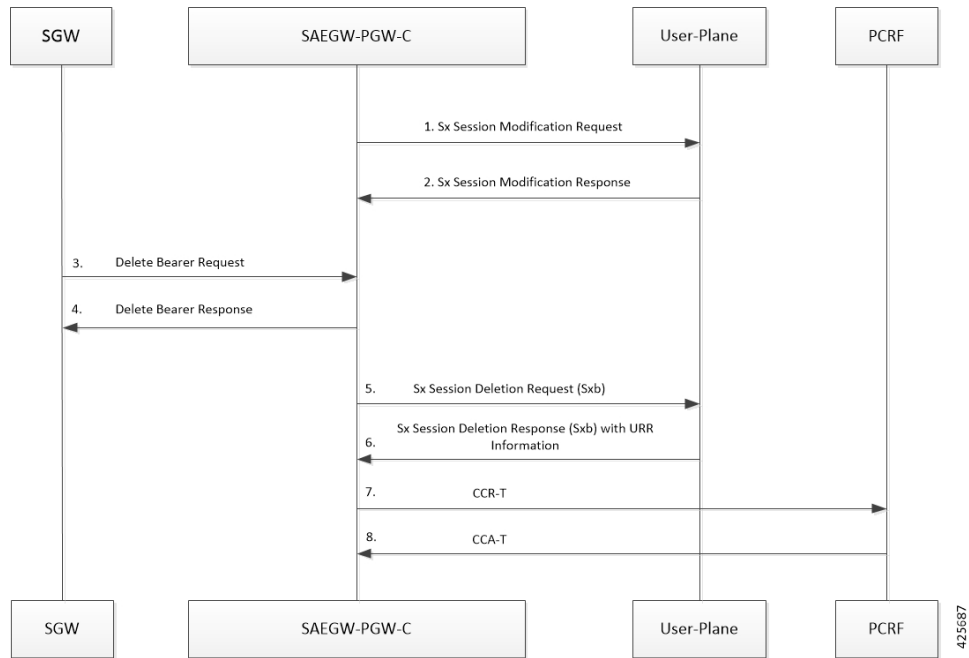 SGW
SAEGW-PGW-C
User-Plane
PCRF
1. Sx Session Modification Request
2. Sx Session Modification Response
3. Delete Bearer Request
4. Delete Bearer Response
5. Sx Session Deletion Request (Sxb)
Sx Session Deletion Response (Sxb) with URR
6. Information
7. CCR-T
8. CCA-T
SGW
SAEGW-PGW-C
User-Plane
PCRF
425687